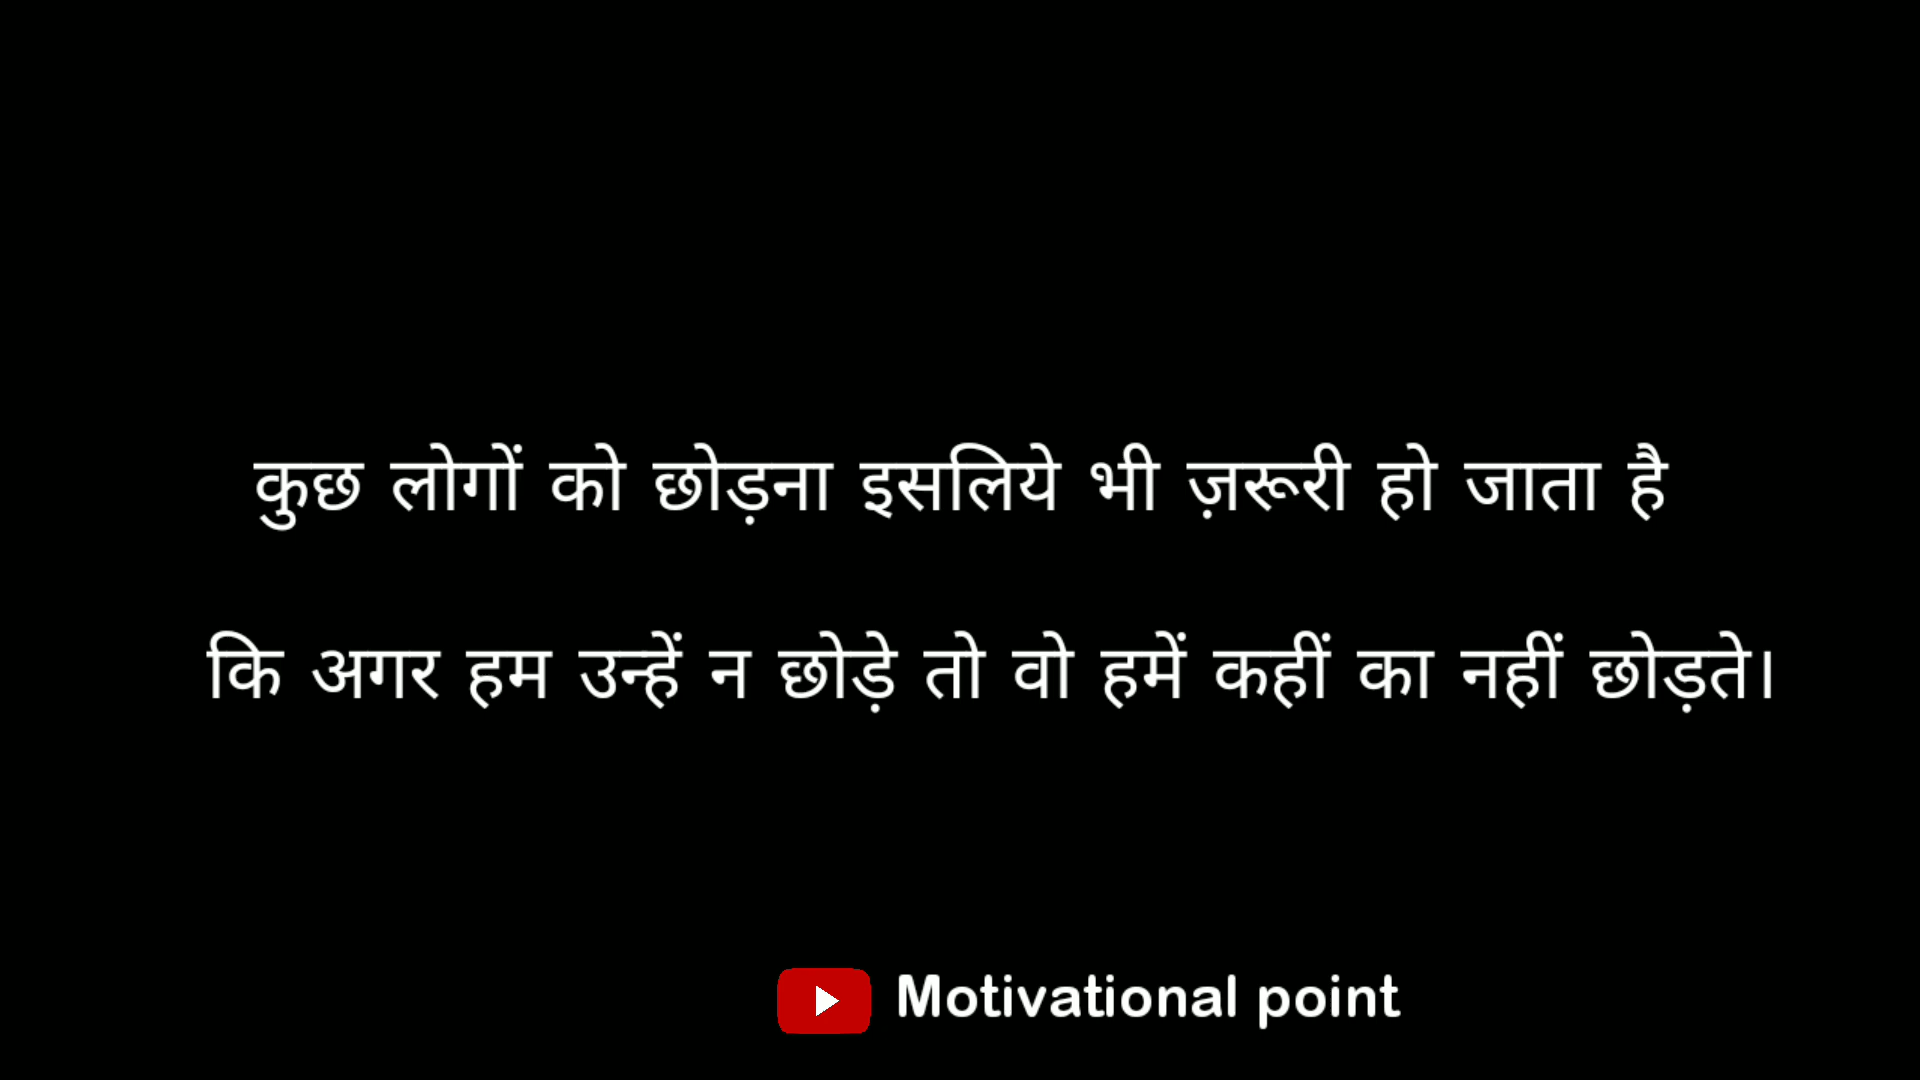 कुछ लोगों को छोड़ना इसलिये भी ज़रूरी हो जाता है
कि अगर हम उन्हें न छोड़े तो वो हमें कहीं का नहीं छोड़ते।
Motivational point